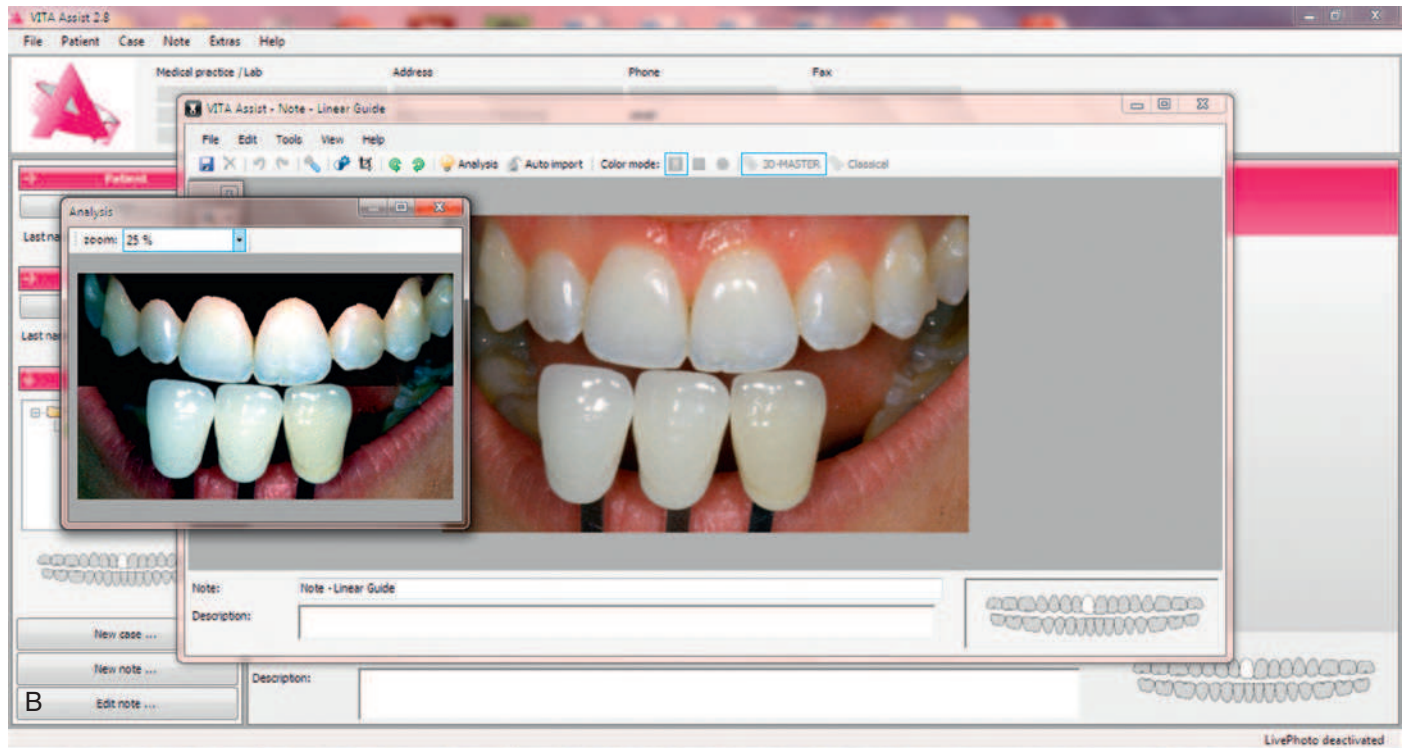 VITA Assist 2.8
File Patient Case Note Extras Help
Medical practice / Lab Address Phone Fax
VITA Assist - Note - Linear Guide
File Edit Tools View Help
Analysis Auto import Color mode: 3D-MASTER Classical
Patient
Analysis
zoom: 25 %
Last na
Last na
Note: Note - Linear Guide
Description:
New case ...
New note ...
Edit note ...
Description:
B
LivePhoto deactivated